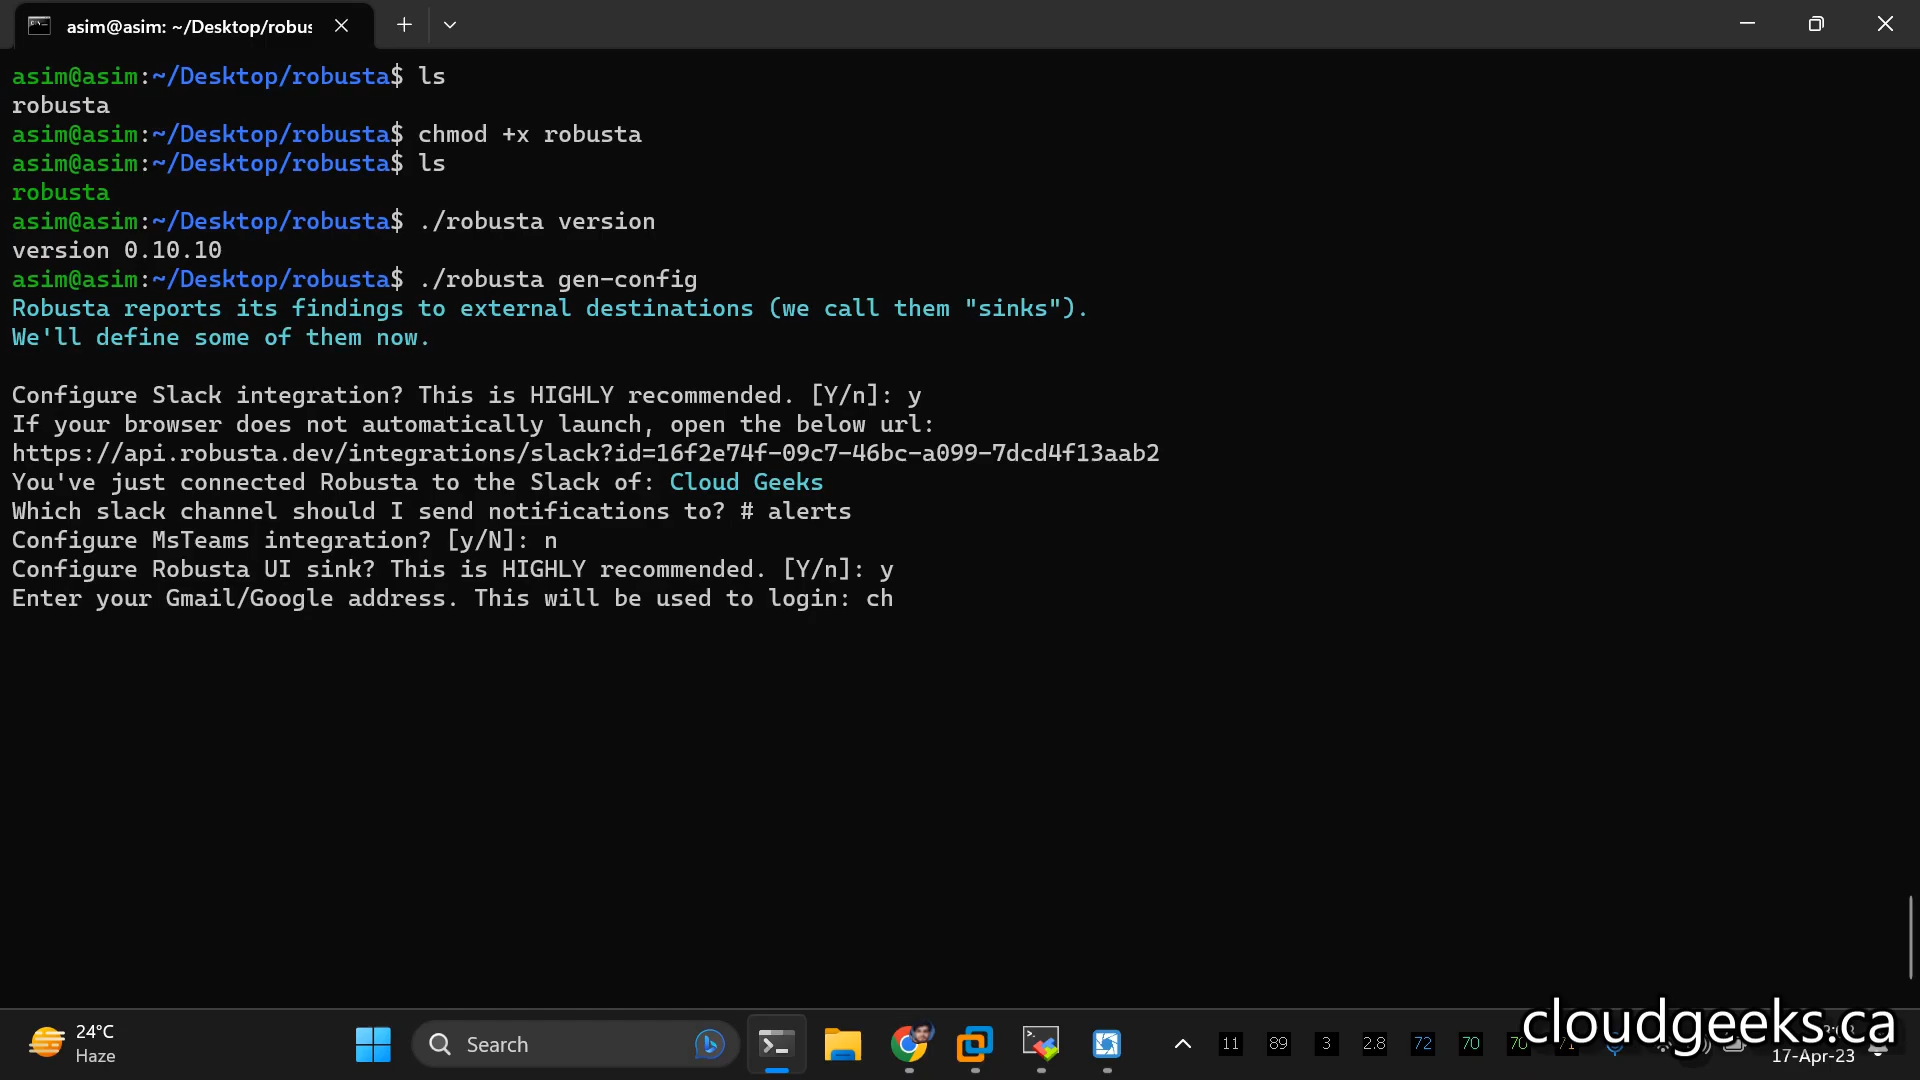 asim@asim: ~/Desktop/robus
asim@asim:~/Desktop/robusta$ ls
robusta
asim@asim:~/Desktop/robusta$ chmod +x robusta
asim@asim:~/Desktop/robusta$ ls
robusta
asim@asim:~/Desktop/robusta$ ./robusta version
version 0.10.10
asim@asim:~/Desktop/robusta$ ./robusta gen-config
Robusta reports its findings to external destinations (we call them "sinks").
We'll define some of them now.
Configure Slack integration? This is HIGHLY recommended. [Y/n]: y
If your browser does not automatically launch, open the below url:
https://api.robusta.dev/integrations/slack?id=16f2e74f-09c7-46bc-a099-7dcd4f13aab2
You've just connected Robusta to the Slack of: Cloud Geeks
Which slack channel should I send notifications to? # alerts
Configure MsTeams integration? [y/N]: n
Configure Robusta UI sink? This is HIGHLY recommended. [Y/n]: y
Enter your Gmail/Google address. This will be used to login: ch
cloudgeeks.ca
24°C
Haze
Search
11 89 3 2.8 72 70 70 71
17-Apr-23